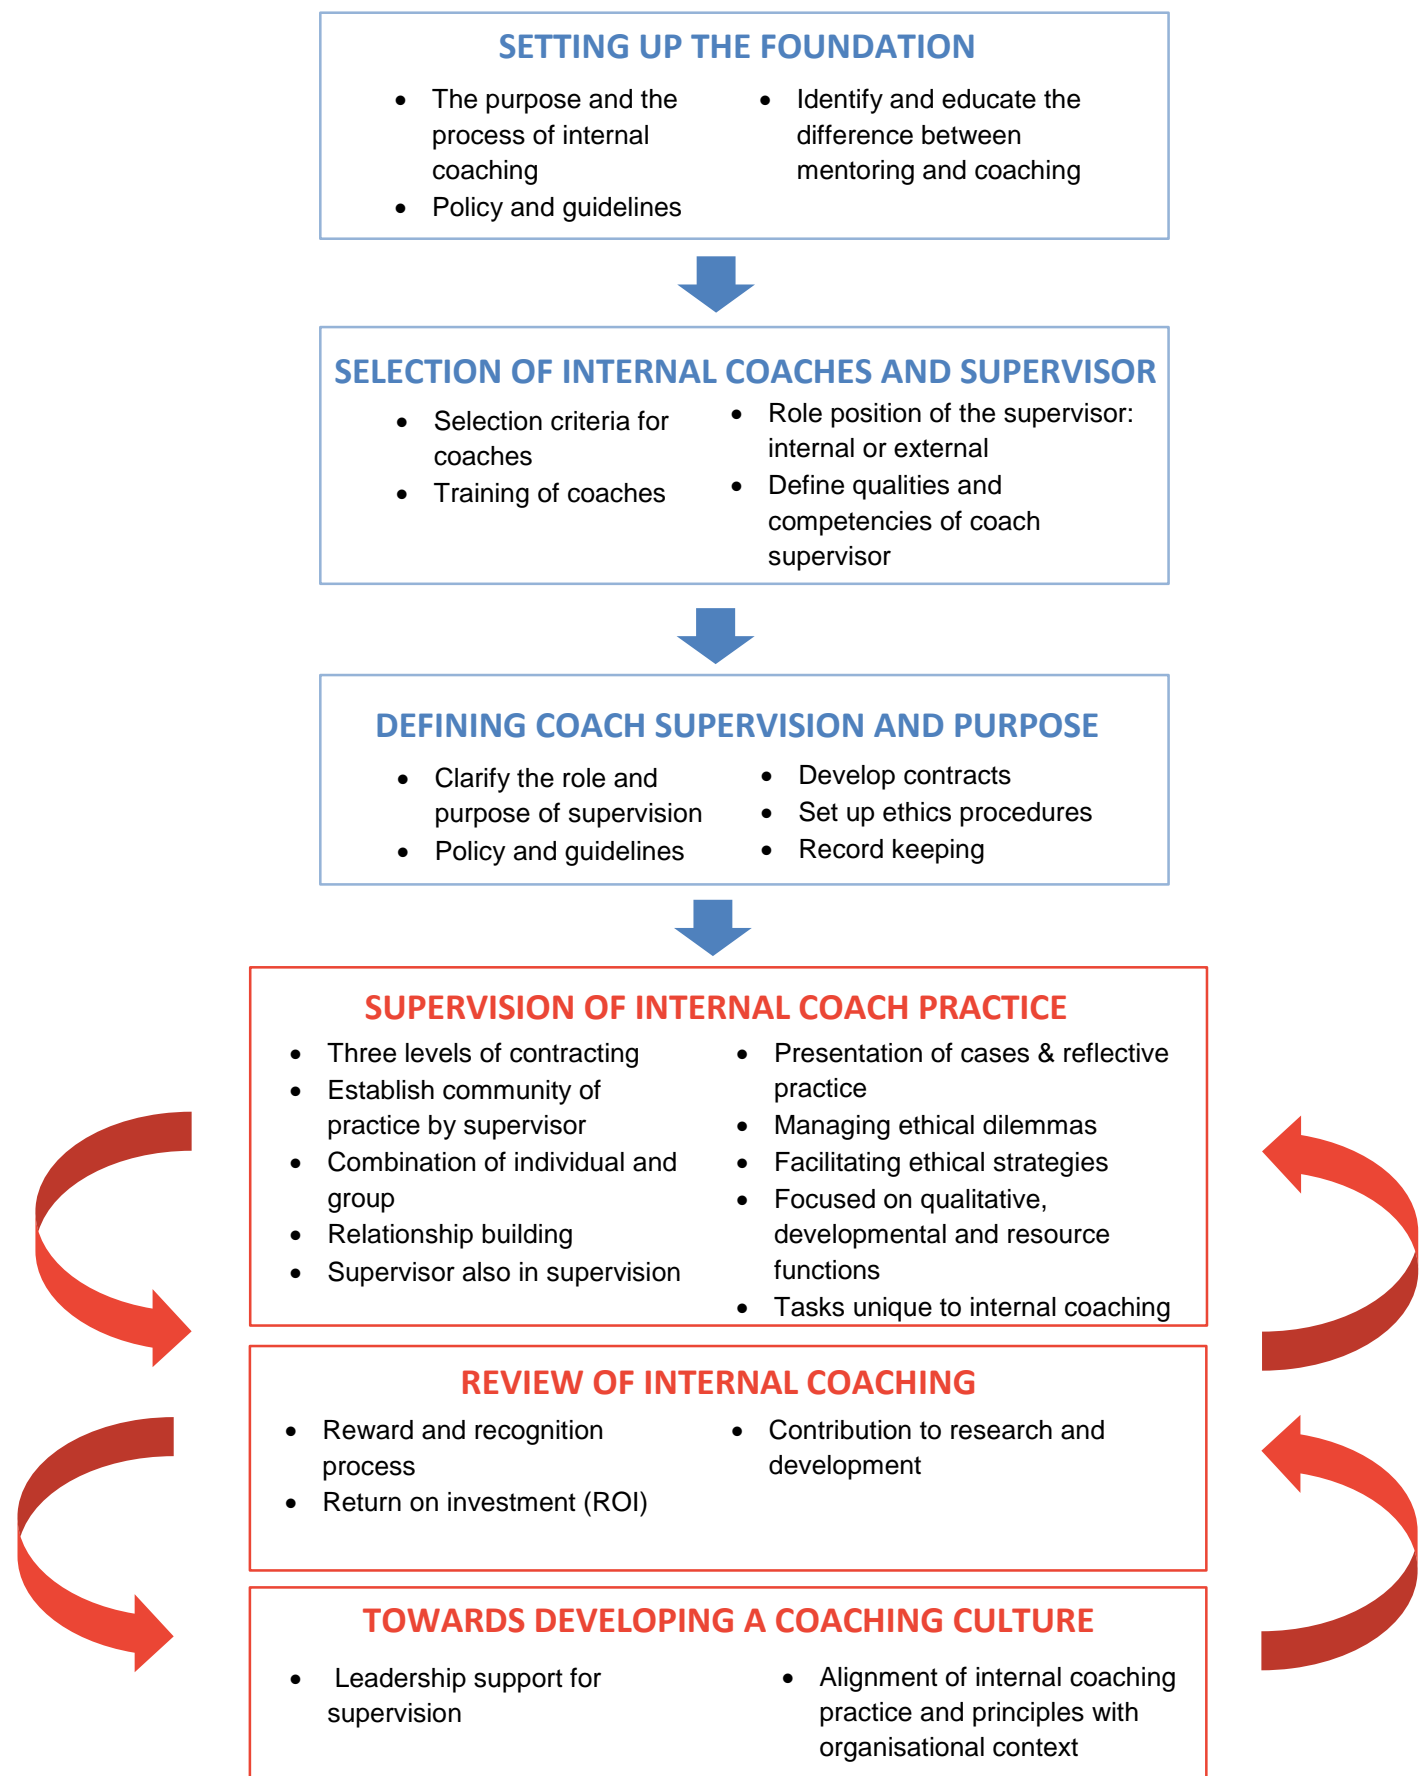 SETTING UP THE FOUNDATION
• The purpose and the
process of internal
coaching
• Policy and guidelines
• Identify and educate the
difference between
mentoring and coaching
SELECTION OF INTERNAL COACHES AND SUPERVISOR
• Selection criteria for
coaches
• Training of coaches
• Role position of the supervisor:
internal or external
• Define qualities and
competencies of coach
supervisor
DEFINING COACH SUPERVISION AND PURPOSE
• Clarify the role and
purpose of supervision
• Policy and guidelines
• Develop contracts
• Set up ethics procedures
• Record keeping
SUPERVISION OF INTERNAL COACH PRACTICE
• Three levels of contracting
• Establish community of
practice by supervisor
• Combination of individual and
group
• Relationship building
• Supervisor also in supervision
• Presentation of cases & reflective
practice
• Managing ethical dilemmas
• Facilitating ethical strategies
• Focused on qualitative,
developmental and resource
functions
• Tasks unique to internal coaching
REVIEW OF INTERNAL COACHING
• Reward and recognition
process
• Return on investment (ROI)
• Contribution to research and
development
TOWARDS DEVELOPING A COACHING CULTURE
• Leadership support for
supervision
• Alignment of internal coaching
practice and principles with
organisational context